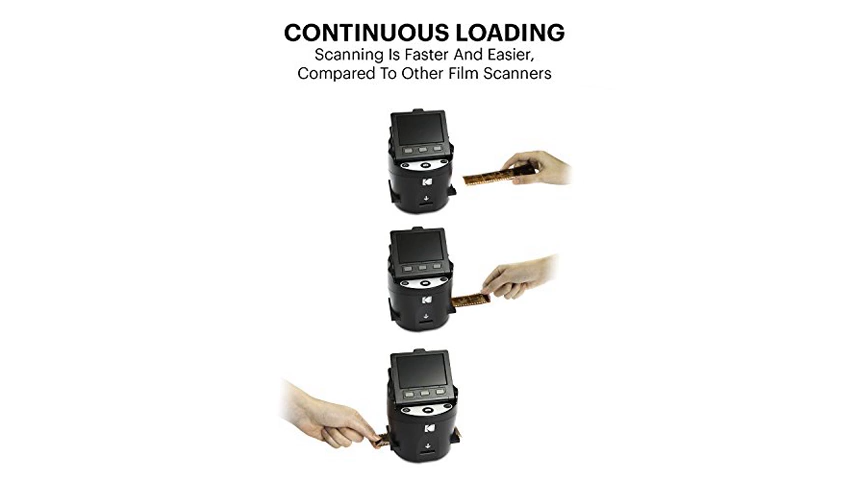 CONTINUOUS LOADING
Scanning Is Faster And Easier,
Compared To Other Film Scanners